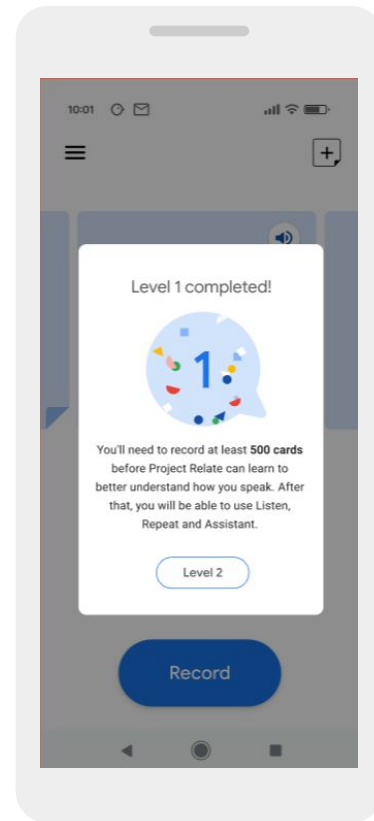 10:01
Level 1 completed!
1
You'll need to record at least 500 cards
before Project Relate can learn to
better understand how you speak. After
that, you will be able to use Listen,
Repeat and Assistant.
Level 2
Record